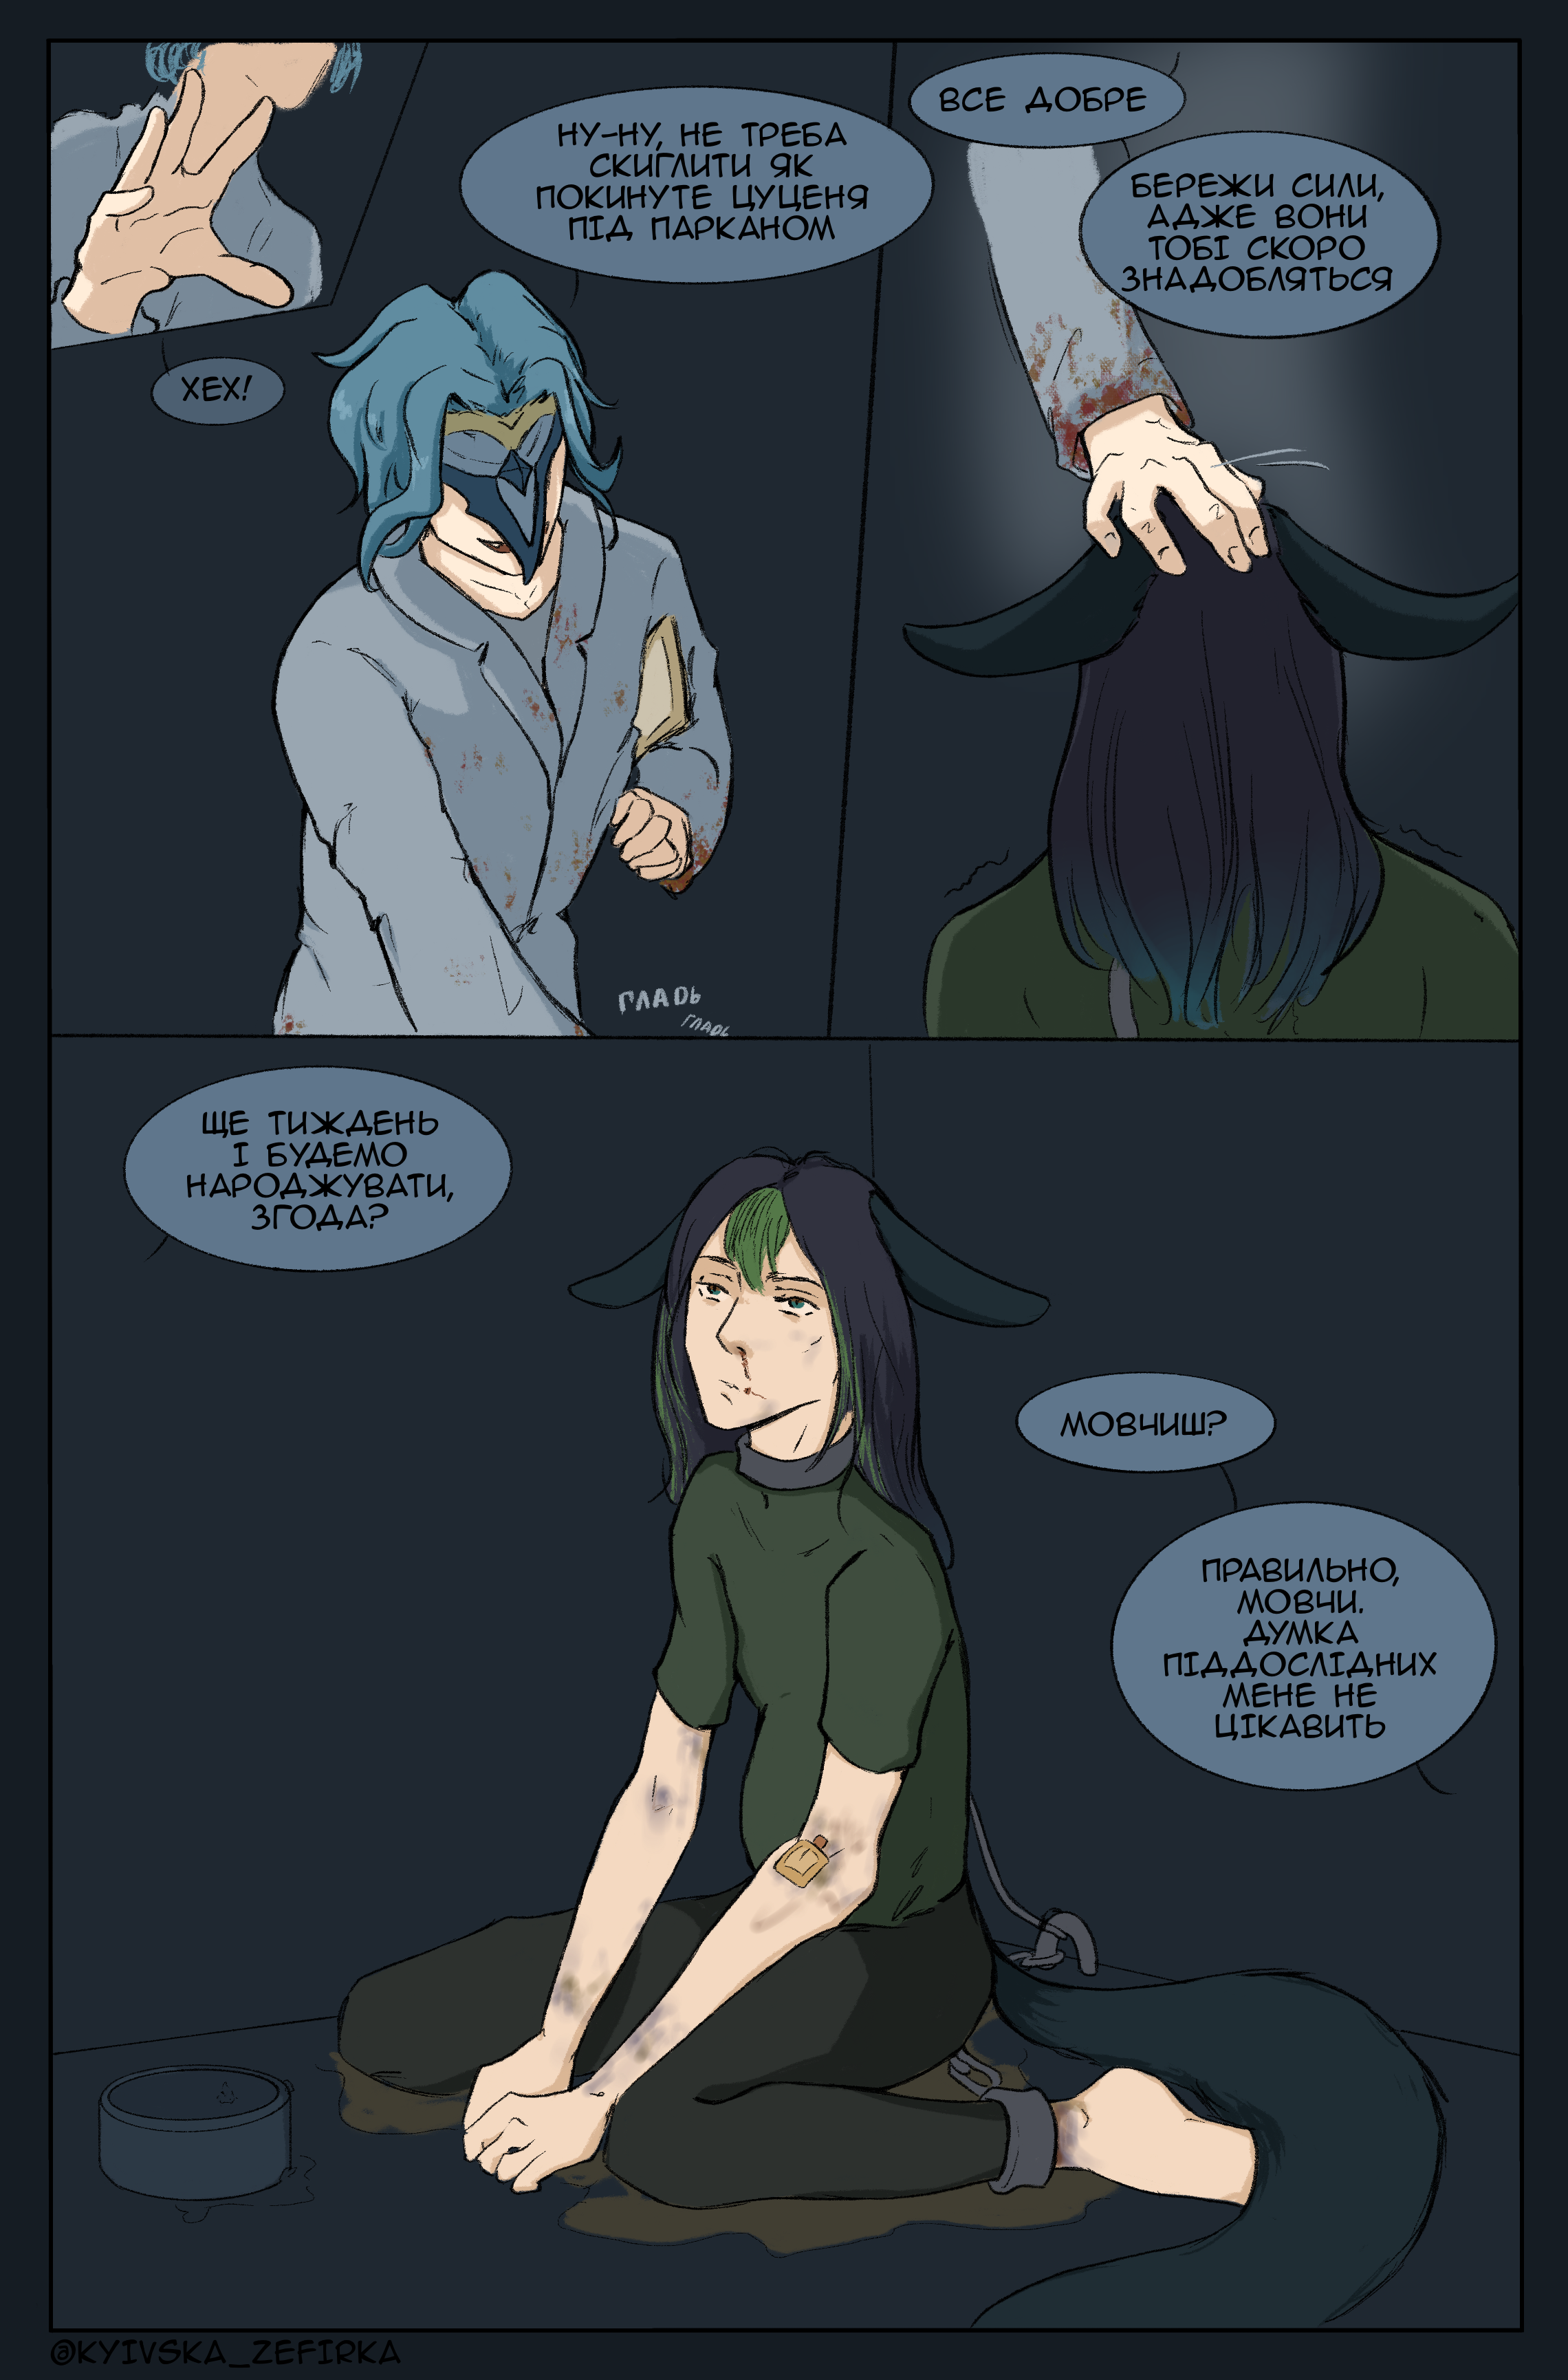 ХЕХ!
НУ-НУ, НЕ ТРЕБА
СКИГЛИТИ ЯК
ПОКИНУТЕ ЦУЦЕНЯ
ПІД ПАРКАНОМ
ГЛАДЬ
ГЛАДЬ
ВСЕ ДОБРЕ
БЕРЕЖИ СИЛИ,
АДЖЕ ВОНИ
ТОБІ СКОРО
ЗНАДОБЛЯТЬСЯ
ЩЕ ТИЖДЕНЬ
І БУДЕМО
НАРОДЖУВАТИ,
ЗГОДА?
МОВЧИШ?
ПРАВИЛЬНО,
МОВЧИ.
ДУМКА
ПІДДОСЛІДНИХ
МЕНЕ НЕ
ЦІКАВИТЬ
@KYIVSKA_ZEFIRKA